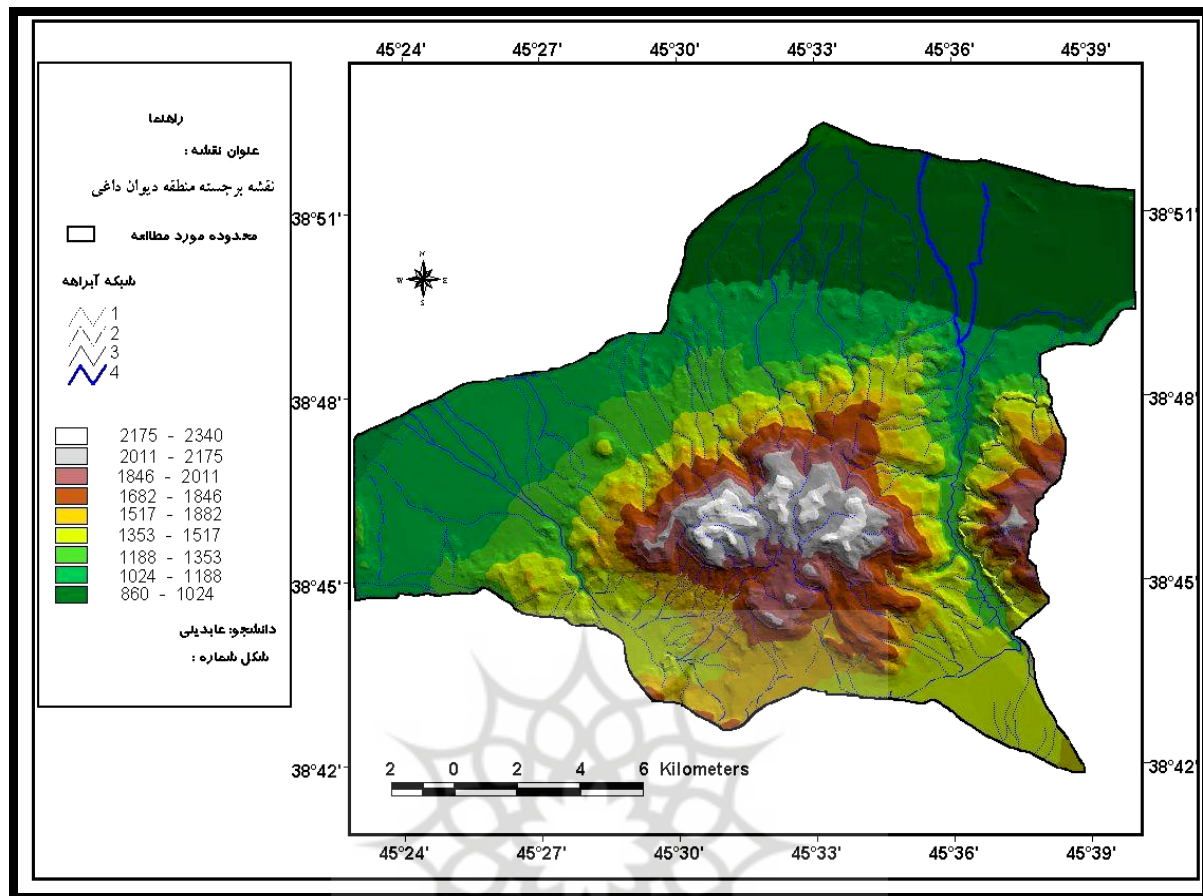 راهنما
عنوان نقشه :
نقشه برجسته منطقه دیوان داغی
محدوده مورد مطالعه
شبکه آبراهه
1
2
3
4
2175 - 2340
2011 - 2175
1846 - 2011
1682 - 1846
1517 - 1882
1353 - 1517
1188 - 1353
1024 - 1188
860 - 1024
دانشجو: عابدینی
شکل شماره :
45°24' 45°27' 45°30' 45°33' 45°36' 45°39'
38°51' 38°51'
N
W E
S
38°48' 38°48'
38°45' 38°45'
38°42' 38°42'
2 0 2 4 6 Kilometers
45°24' 45°27' 45°30' 45°33' 45°36' 45°39'